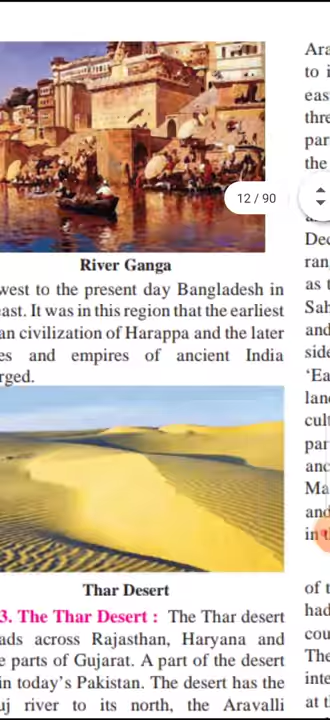 12 / 90
River Ganga
west to the present day Bangladesh in
east. It was in this region that the earliest
an civilization of Harappa and the later
es and empires of ancient India
rged.
Thar Desert
3. The Thar Desert : The Thar desert
ads across Rajasthan, Haryana and
e parts of Gujarat. A part of the desert
in today's Pakistan. The desert has the
uj river to its north, the Aravalli
Ara
to i
eas
thre
par
the
Dec
ran
as t
Sah
and
side
'Ea
lan
cult
par
anc
Ma
and
in t
of t
had
cou
The
inte
at t